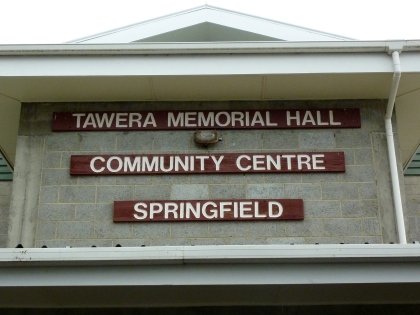 TAWERA MEMORIAL HALL
COMMUNITY CENTRE
SPRINGFIELD